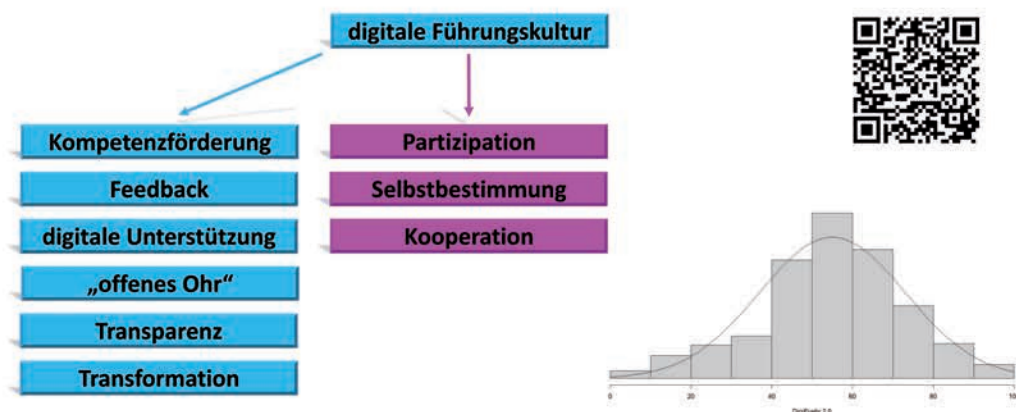 digitale Führungskultur
Kompetenzförderung
Feedback
digitale Unterstützung
„offenes Ohr“
Transparenz
Transformation
Partizipation
Selbstbestimmung
Kooperation
0 20 40 60 80 100